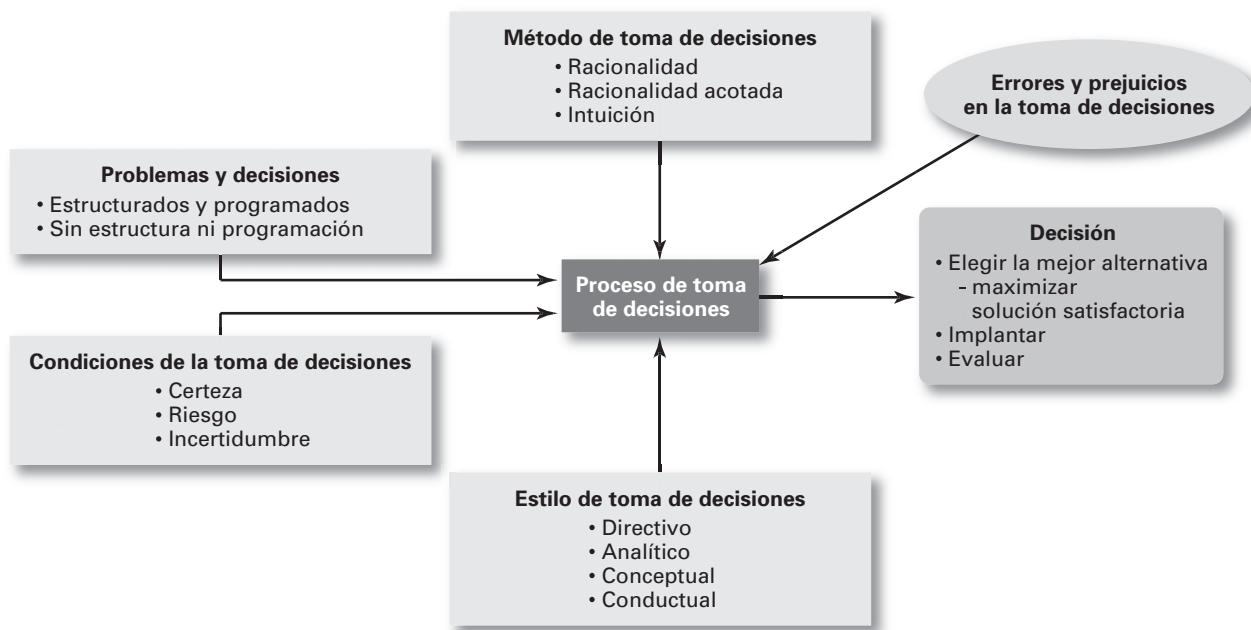 Método de toma de decisiones
• Racionalidad
• Racionalidad acotada
• Intuición
Errores y prejuicios
en la toma de decisiones
Problemas y decisiones
• Estructurados y programados
• Sin estructura ni programación
Proceso de toma
de decisiones
Decisión
• Elegir la mejor alternativa
- maximizar
solución satisfactoria
• Implantar
• Evaluar
Condiciones de la toma de decisiones
• Certeza
• Riesgo
• Incertidumbre
Estilo de toma de decisiones
• Directivo
• Analítico
• Conceptual
• Conductual